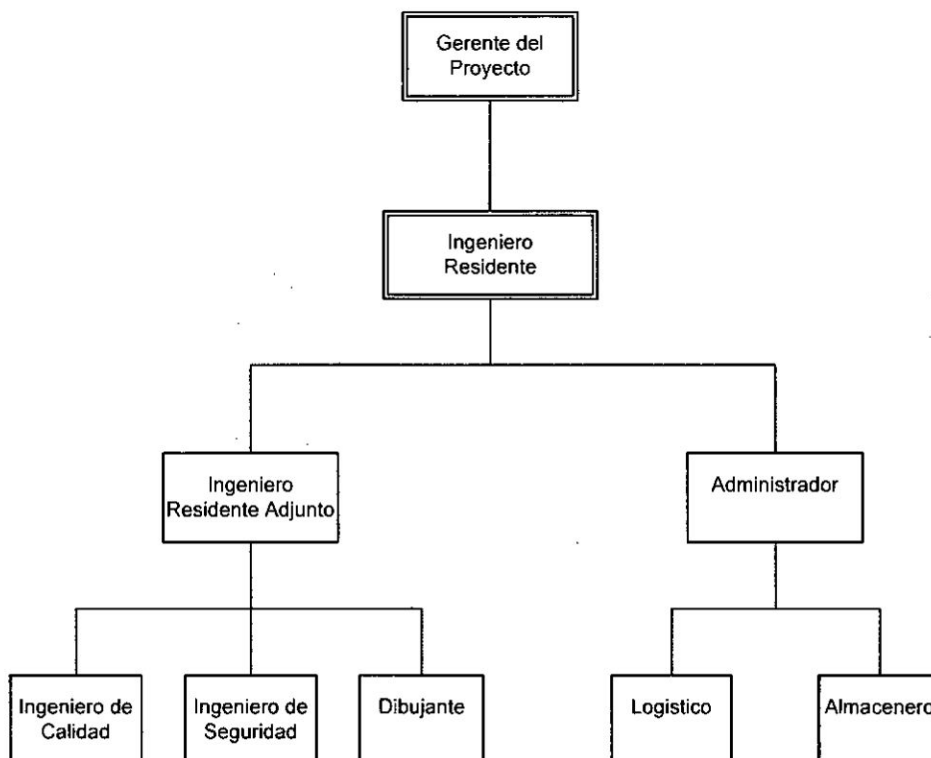 Gerente del
Proyecto
Ingeniero
Residente
Ingeniero
Residente Adjunto
Administrador
Ingeniero de
Calidad
Ingeniero de
Seguridad
Dibujante
Logistico
Almacenero